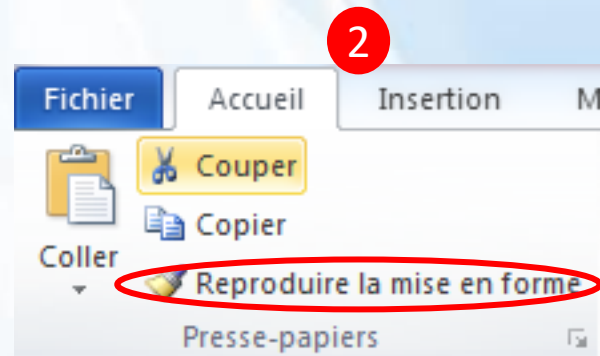 2
Fichier Accueil Insertion M
Couper
Copier
Coller
Reproduire la mise en forme
Presse-papiers